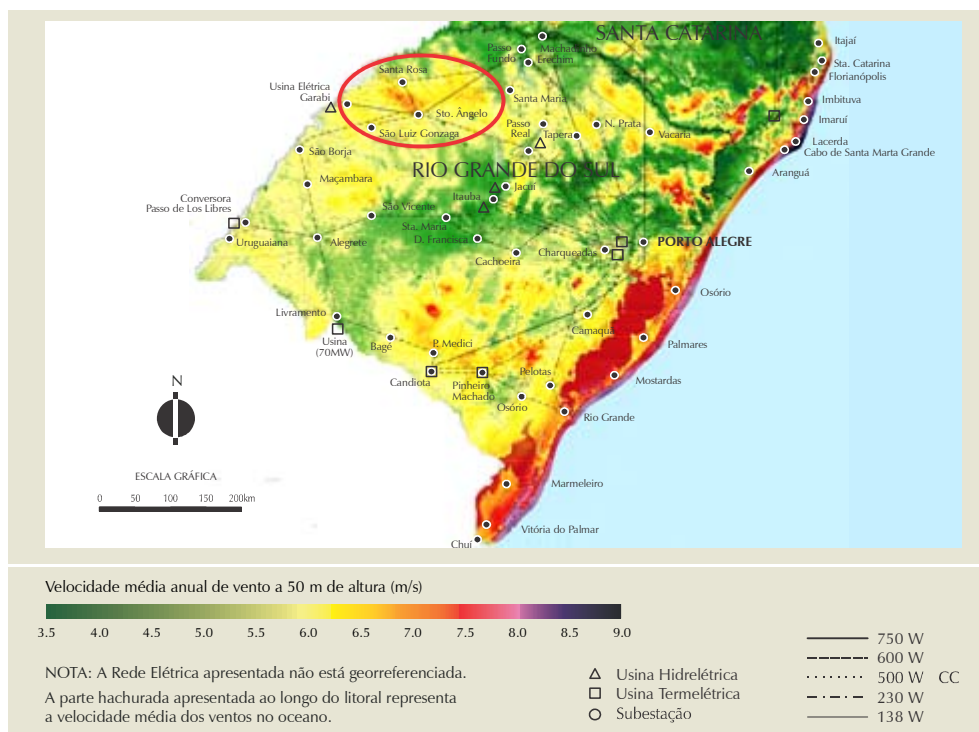 SANTA CATARINA
Itajaí
Passo
Fundo
Machadinho
Erechim
Sta. Catarina
Florianópolis
Santa Rosa
Usina Elétrica
Garabi
Santa Maria
Imbituva
Sto. Ângelo
Imaruí
São Luiz Gonzaga
Passo
Real
Tapera
N. Prata
Vacaria
Lacerda
Cabo de Santa Marta Grande
São Borja
RIO GRANDE DO SUL
Aranguá
Maçambara
Jacuí
Itauba
Conversora
Passo de Los Libres
São Vicente
Sta. Maria
Uruguaiana
Alegrete
D. Francisca
Charqueadas
PORTO ALEGRE
Cachoeira
Osório
Livramento
Camaquã
Usina
(70MW)
Bagé
P. Medici
Palmares
Candiota
Pinheiro
Machado
Pelotas
Mostardas
Osório
Rio Grande
N
ESCALA GRÁFICA
0 50 100 150 200km
Marmeleiro
Vitória do Palmar
Chuí
Velocidade média anual de vento a 50 m de altura (m/s)
3.5 4.0 4.5 5.0 5.5 6.0 6.5 7.0 7.5 8.0 8.5 9.0
NOTA: A Rede Elétrica apresentada não está georreferenciada.
A parte hachurada apresentada ao longo do litoral representa
a velocidade média dos ventos no oceano.
Usina Hidrelétrica
Usina Termelétrica
Subestação
750 W
600 W
500 W CC
230 W
138 W